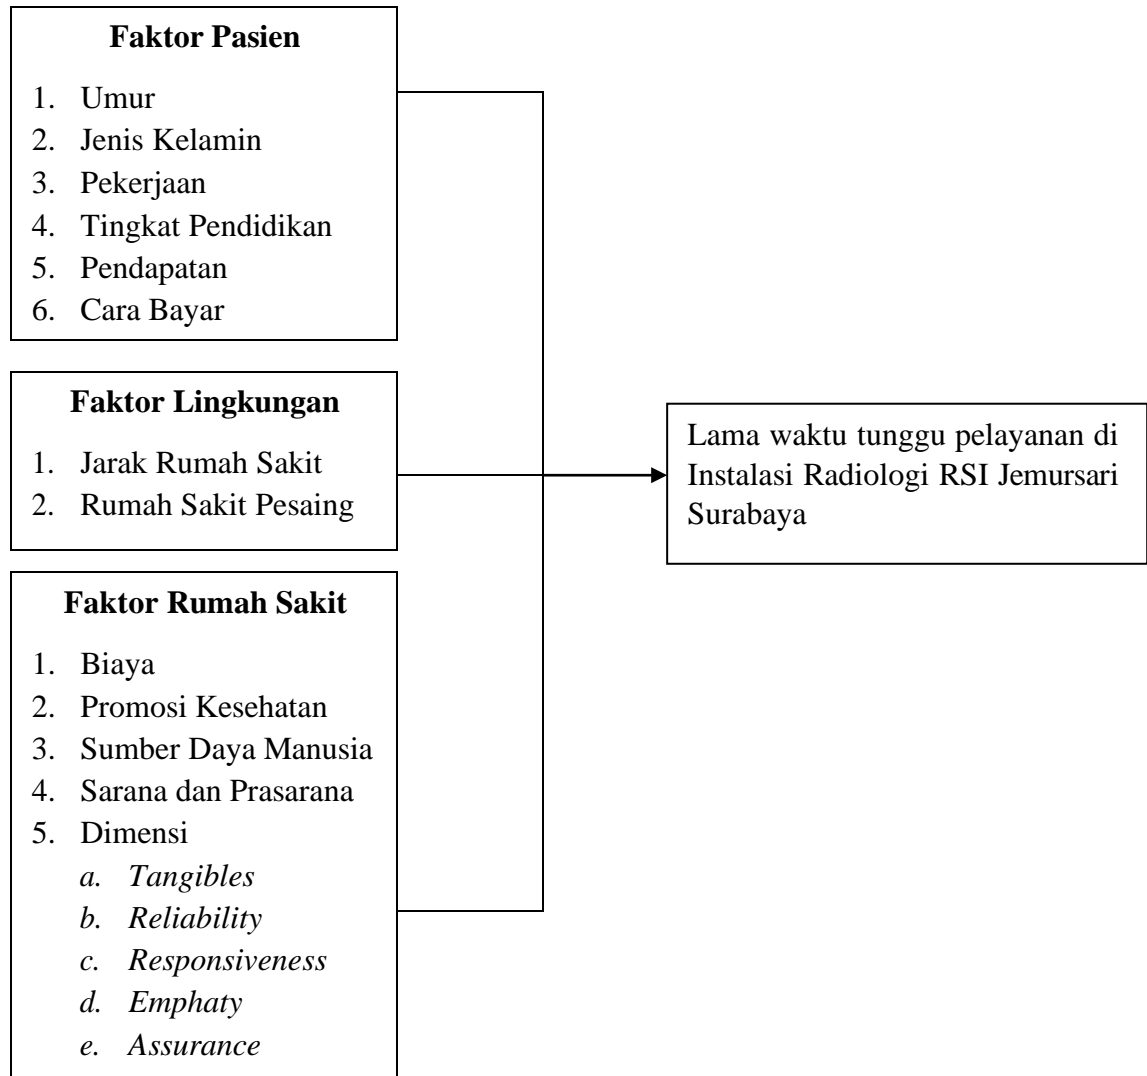 Faktor Pasien
1. Umur
2. Jenis Kelamin
3. Pekerjaan
4. Tingkat Pendidikan
5. Pendapatan
6. Cara Bayar
Faktor Lingkungan
1. Jarak Rumah Sakit
2. Rumah Sakit Pesaing
Faktor Rumah Sakit
1. Biaya
2. Promosi Kesehatan
3. Sumber Daya Manusia
4. Sarana dan Prasarana
5. Dimensi
a. Tangibles
b. Reliability
c. Responsiveness
d. Emphaty
e. Assurance
Lama waktu tunggu pelayanan di
Instalasi Radiologi RSI Jemursari
Surabaya